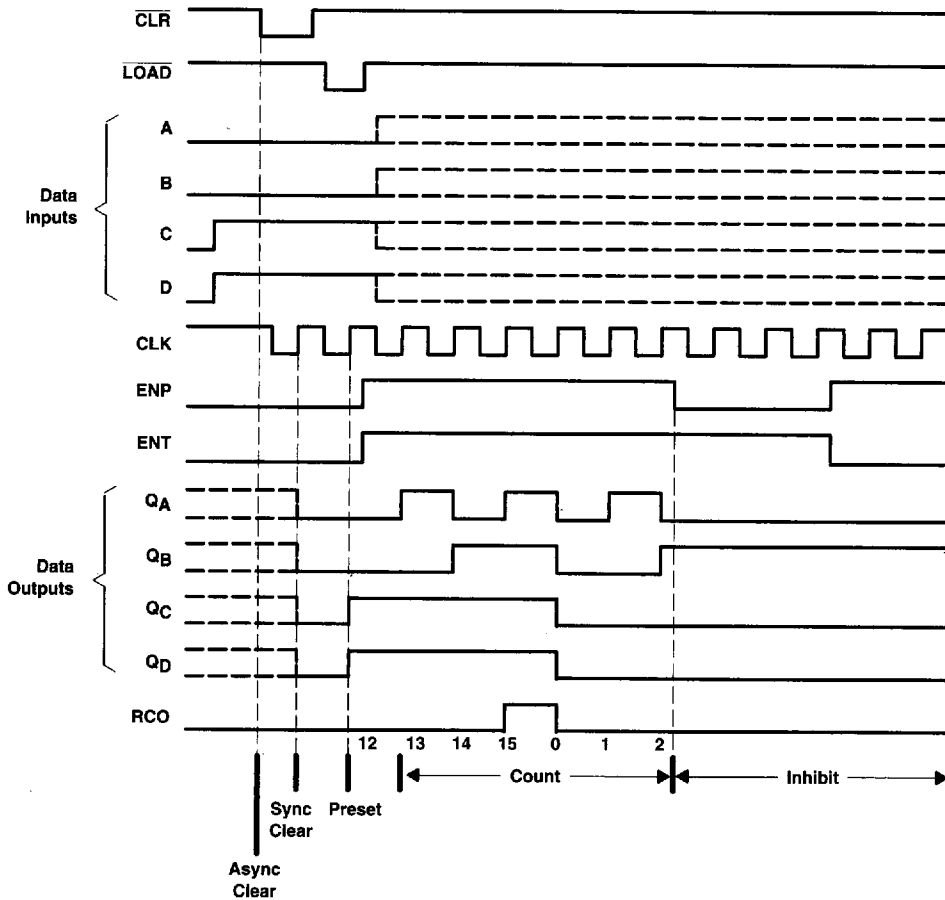 CLR
LOAD
A
B
Data
Inputs
C
D
CLK
ENP
ENT
QA
QB
Data
Outputs
QC
QD
RCO
12 13 14 15 0 1 2
Count
Inhibit
Sync
Clear
Preset
Async
Clear